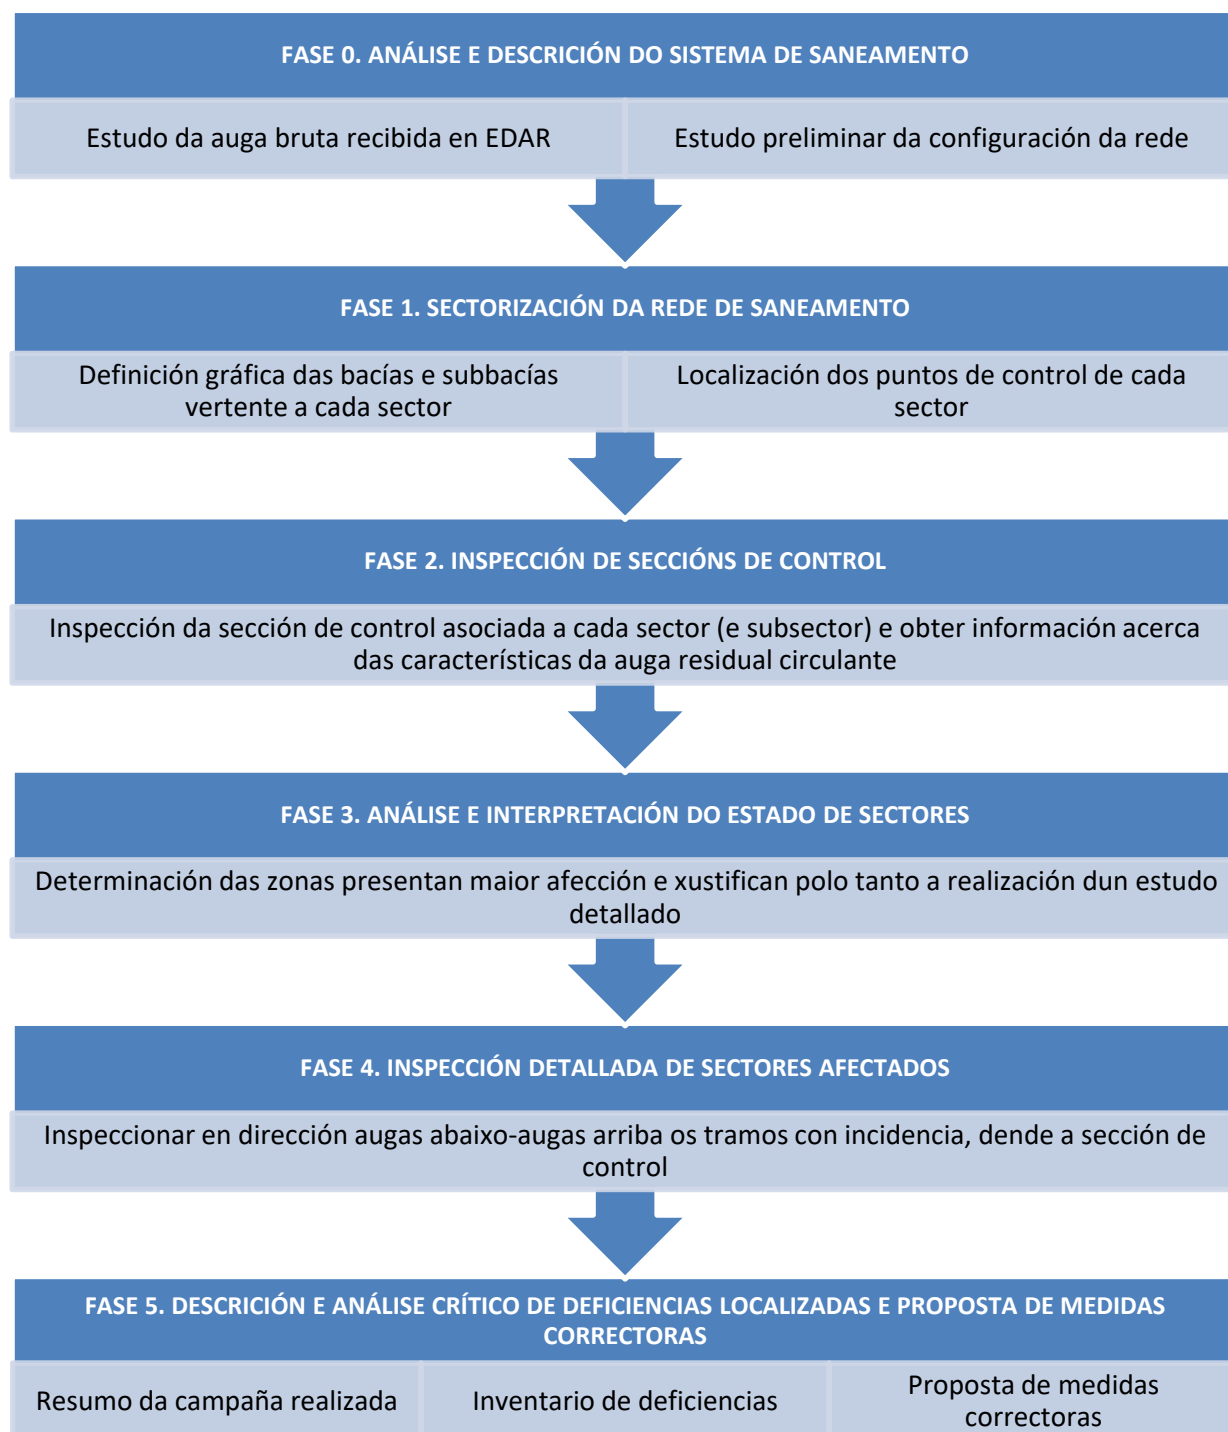 FASE 0. ANÁLISE E DESCRICIÓN DO SISTEMA DE SANEAMENTO
Estudo da auga bruta recibida en EDAR
Estudo preliminar da configuración da rede
FASE 1. SECTORIZACIÓN DA REDE DE SANEAMENTO
Definición gráfica das bacías e subbacías
vertente a cada sector
Localización dos puntos de control de cada
sector
FASE 2. INSPECCIÓN DE SECCIÓNS DE CONTROL
Inspección da sección de control asociada a cada sector (e subsector) e obter información acerca
das características da auga residual circulante
FASE 3. ANÁLISE E INTERPRETACIÓN DO ESTADO DE SECTORES
Determinación das zonas presentan maior afección e xustifican polo tanto a realización dun estudo
detallado
FASE 4. INSPECCIÓN DETALLADA DE SECTORES AFECTADOS
Inspeccionar en dirección augas abaixo-augas arriba os tramos con incidencia, dende a sección de
control
FASE 5. DESCRICIÓN E ANÁLISE CRÍTICO DE DEFICIENCIAS LOCALIZADAS E PROPOSTA DE MEDIDAS
CORRECTORAS
Resumo da campaña realizada
Inventario de deficiencias
Proposta de medidas
correctoras